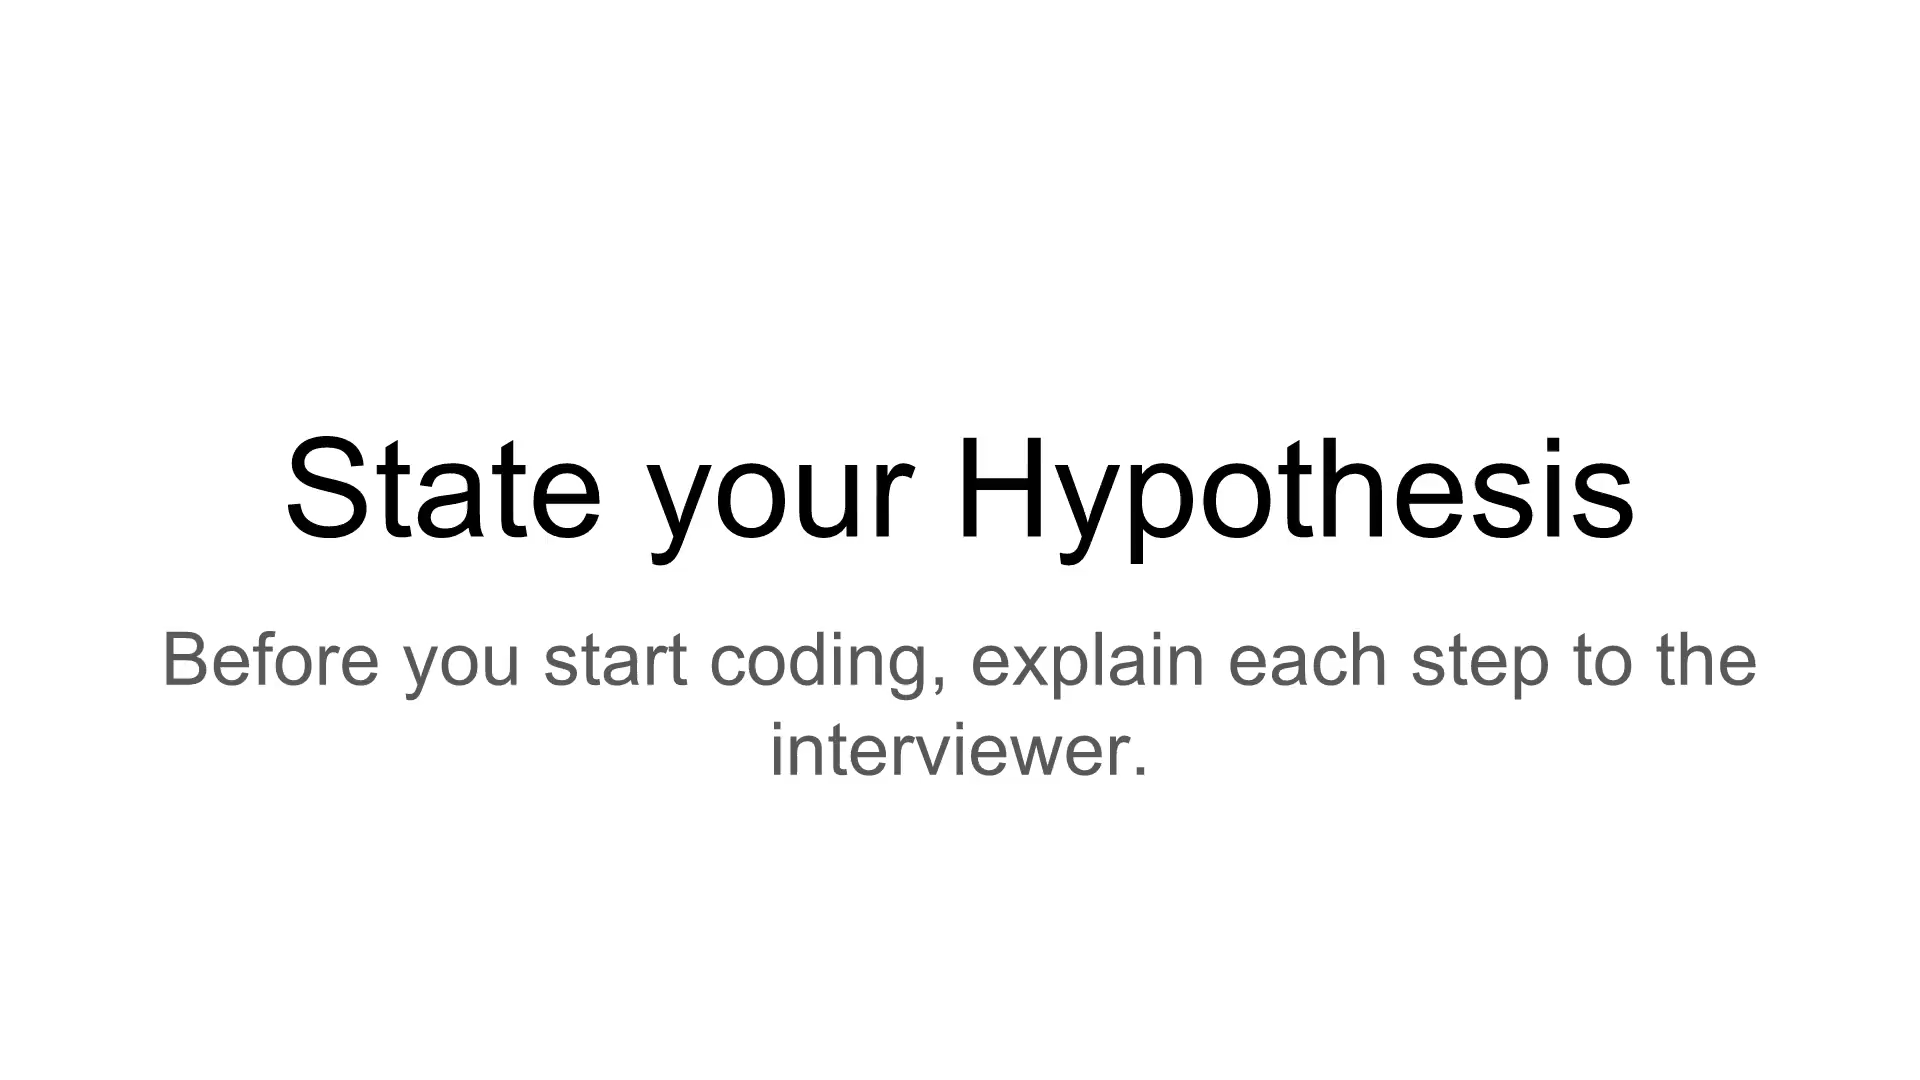 State your Hypothesis
Before you start coding, explain each step to the
interviewer.